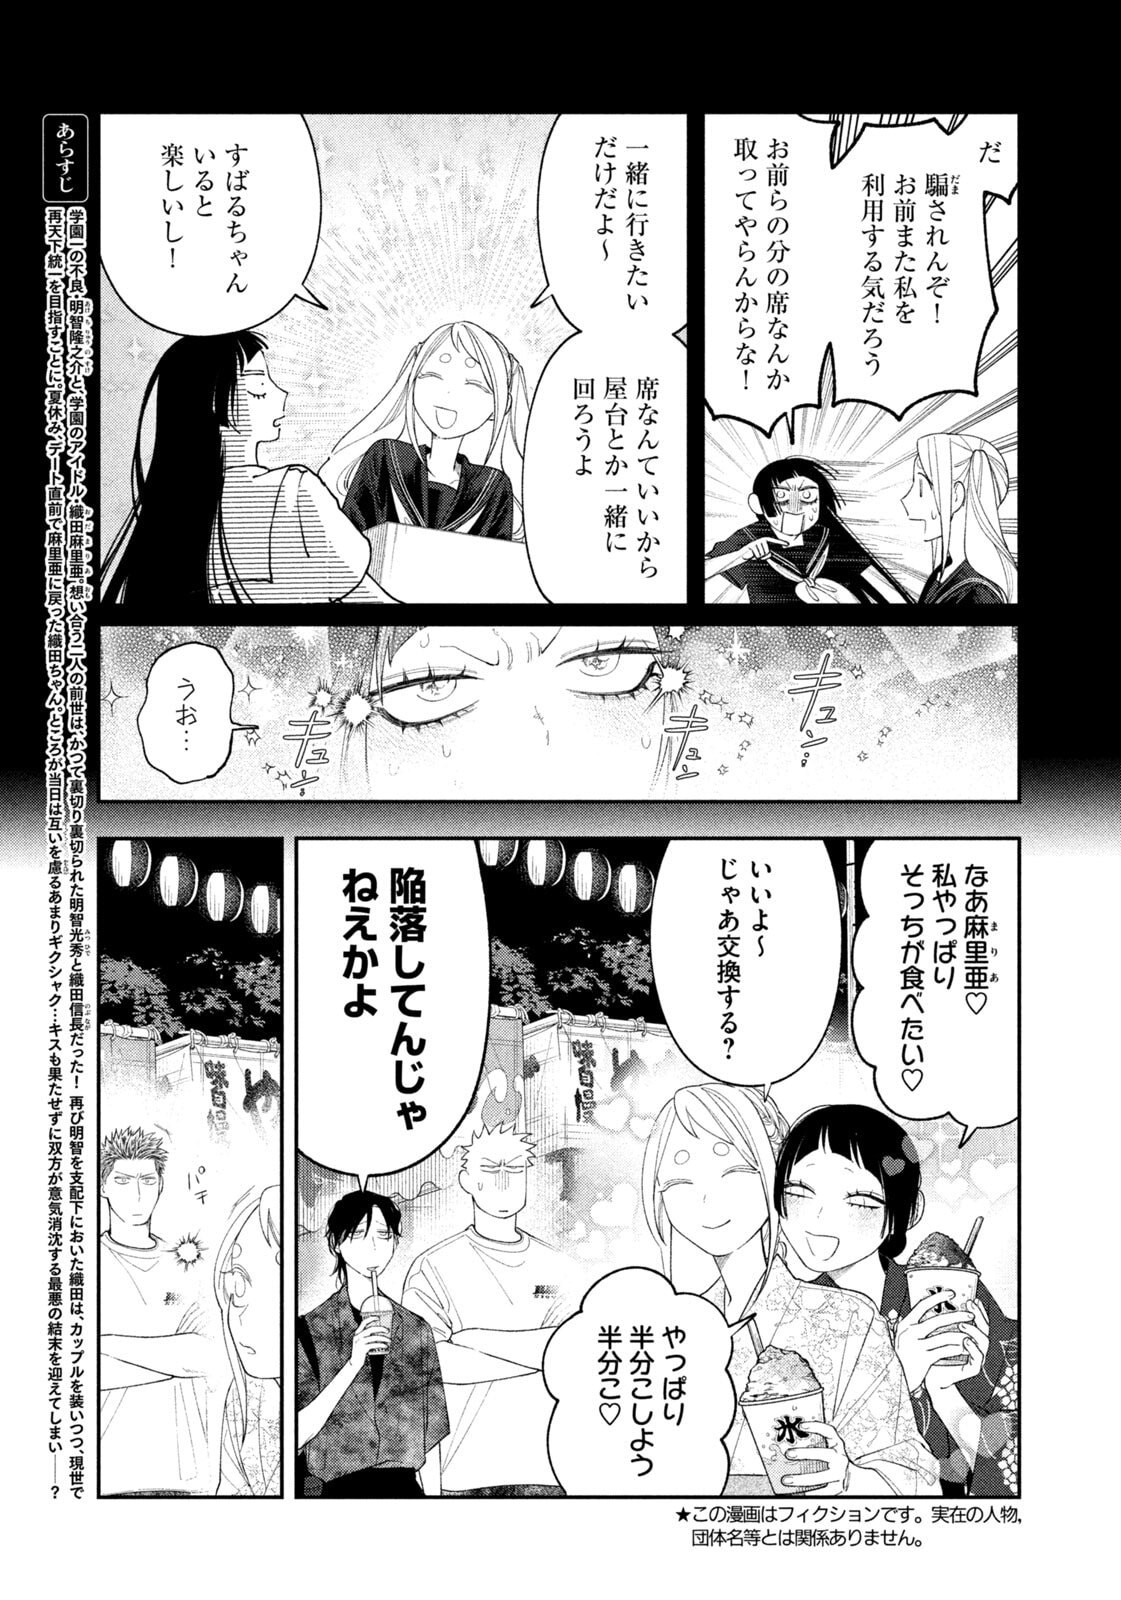 だ
騙されんぞ！
お前また私を
利用する気だろう
お前らの分の席なんか
取ってやらんからな！
一緒に行きたい
だけだよ〜
席なんていいから
屋台とか一緒に
回ろうよ
すばるちゃん
いると
楽しいし！
キュン
キュン
うお…
なあ麻里亜♡
私やっぱり
そっちが食べたい♡
いいよ〜
じゃあ交換する？
やっぱり
半分こしよう
半分こ♡
氷
陥落してんじゃ
ねえかよ
味自慢
パチ
あらすじ
学園一の不良・明智隆之介と、学園のアイドル・織田麻里亜。想い合う二人の前世は、かつて裏切り裏切られた明智光秀と織田信長だった！ 再び明智を支配下においた織田は、カップルを装いつつ、現世で
再天下統一を目指すことに。夏休み、デート直前で麻里亜に戻った織田ちゃん。ところが当日は互いを慮るあまりギクシャク…キスも果たせずに双方が意気消沈する最悪の結末を迎えてしまい──？
★この漫画はフィクションです。実在の人物、
団体名等とは関係ありません。